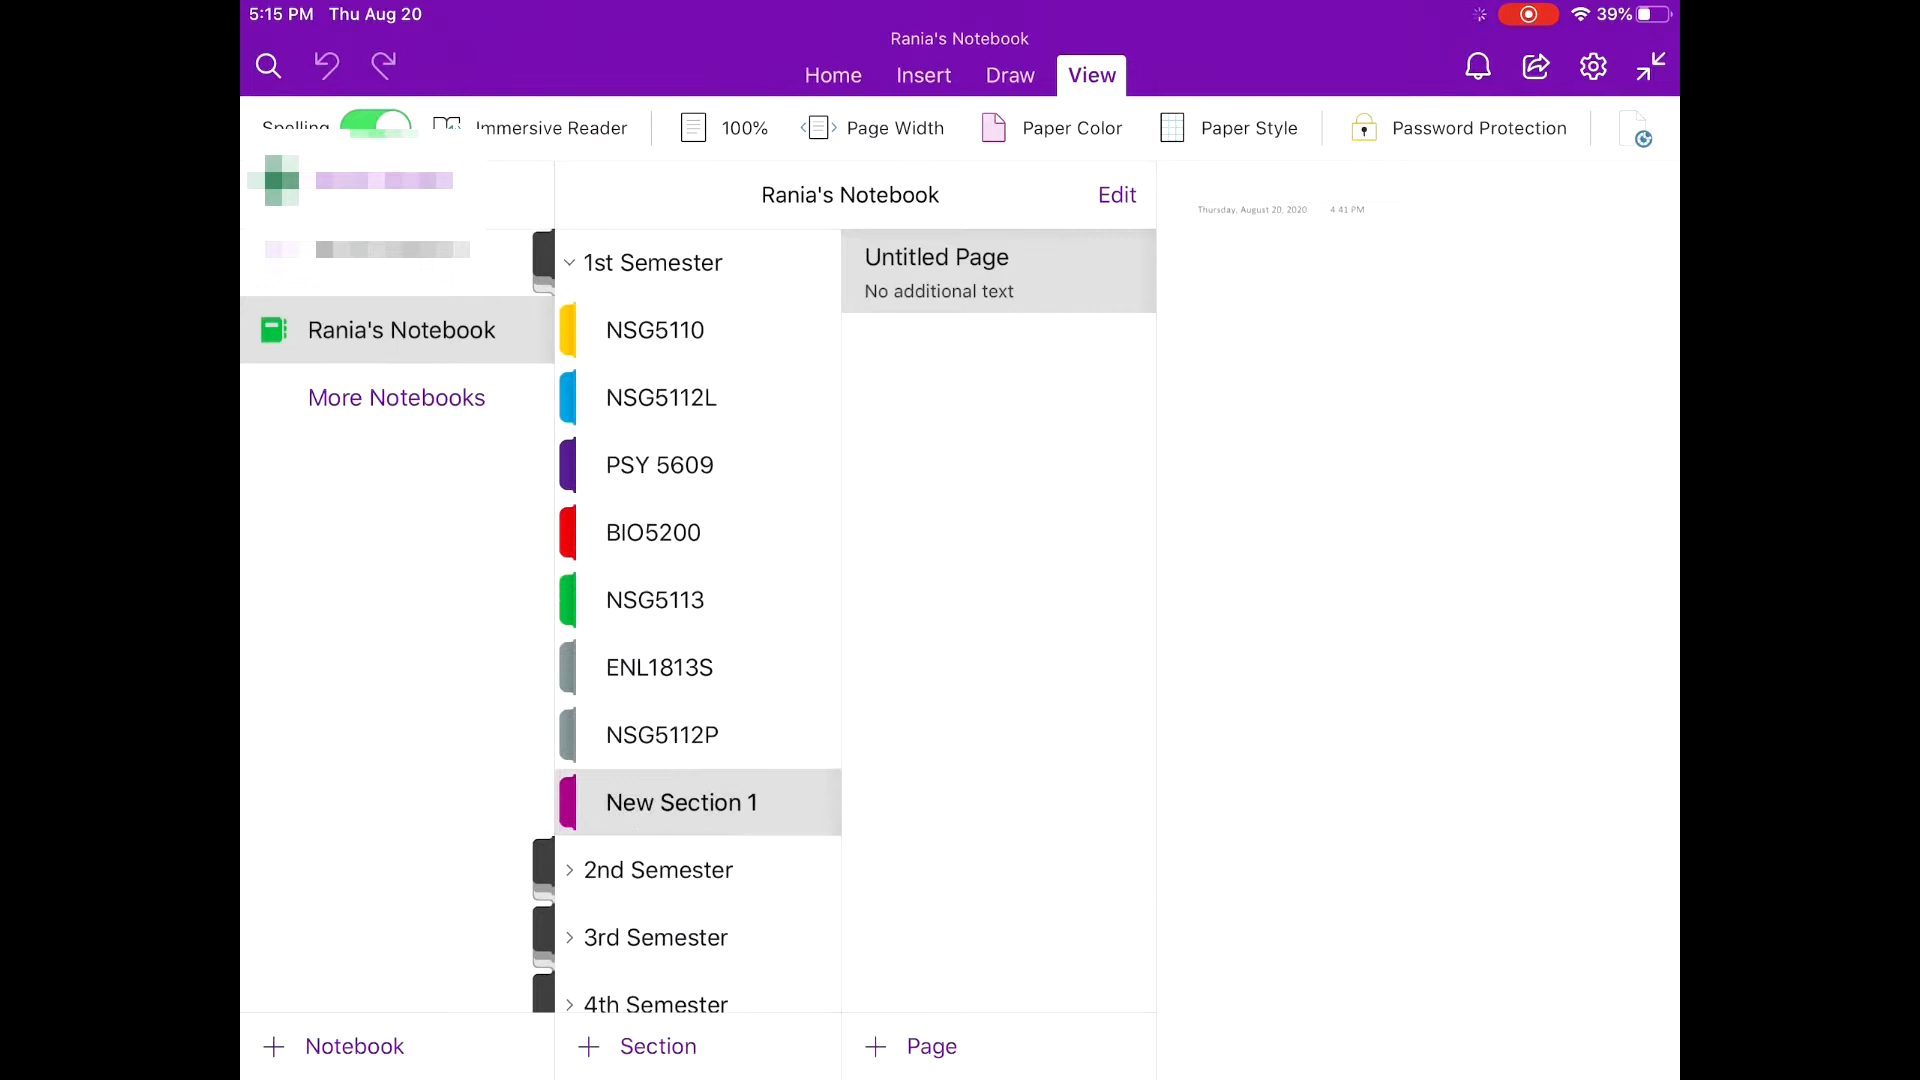 5:15 PM Thu Aug 20
39%
Rania's Notebook
Home Insert Draw View
Spelling Immersive Reader 100% Page Width Paper Color Paper Style Password Protection
Rania's Notebook Edit
Thursday, August 20, 2020 4 41 PM
Rania's Notebook
More Notebooks
1st Semester
NSG5110
NSG5112L
PSY 5609
BIO5200
NSG5113
ENL1813S
NSG5112P
New Section 1
2nd Semester
3rd Semester
4th Semester
Untitled Page
No additional text
Notebook
Section
Page